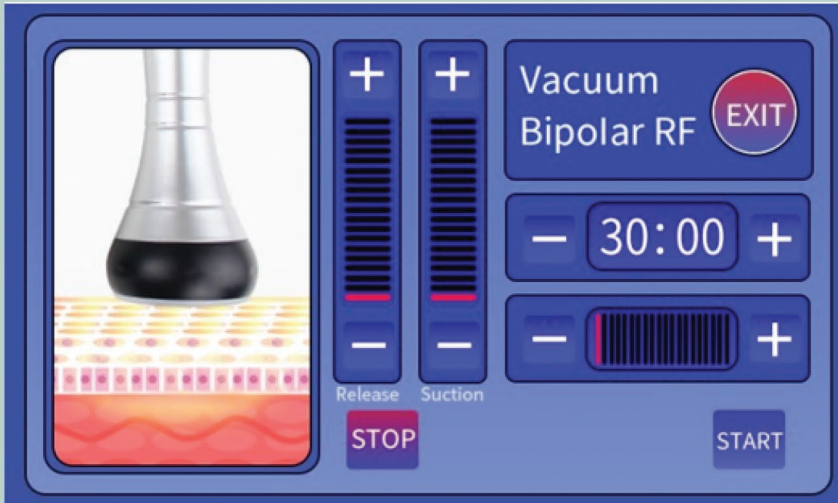 Vacuum
Bipolar RF
EXIT
30:00
Release
Suction
STOP
START